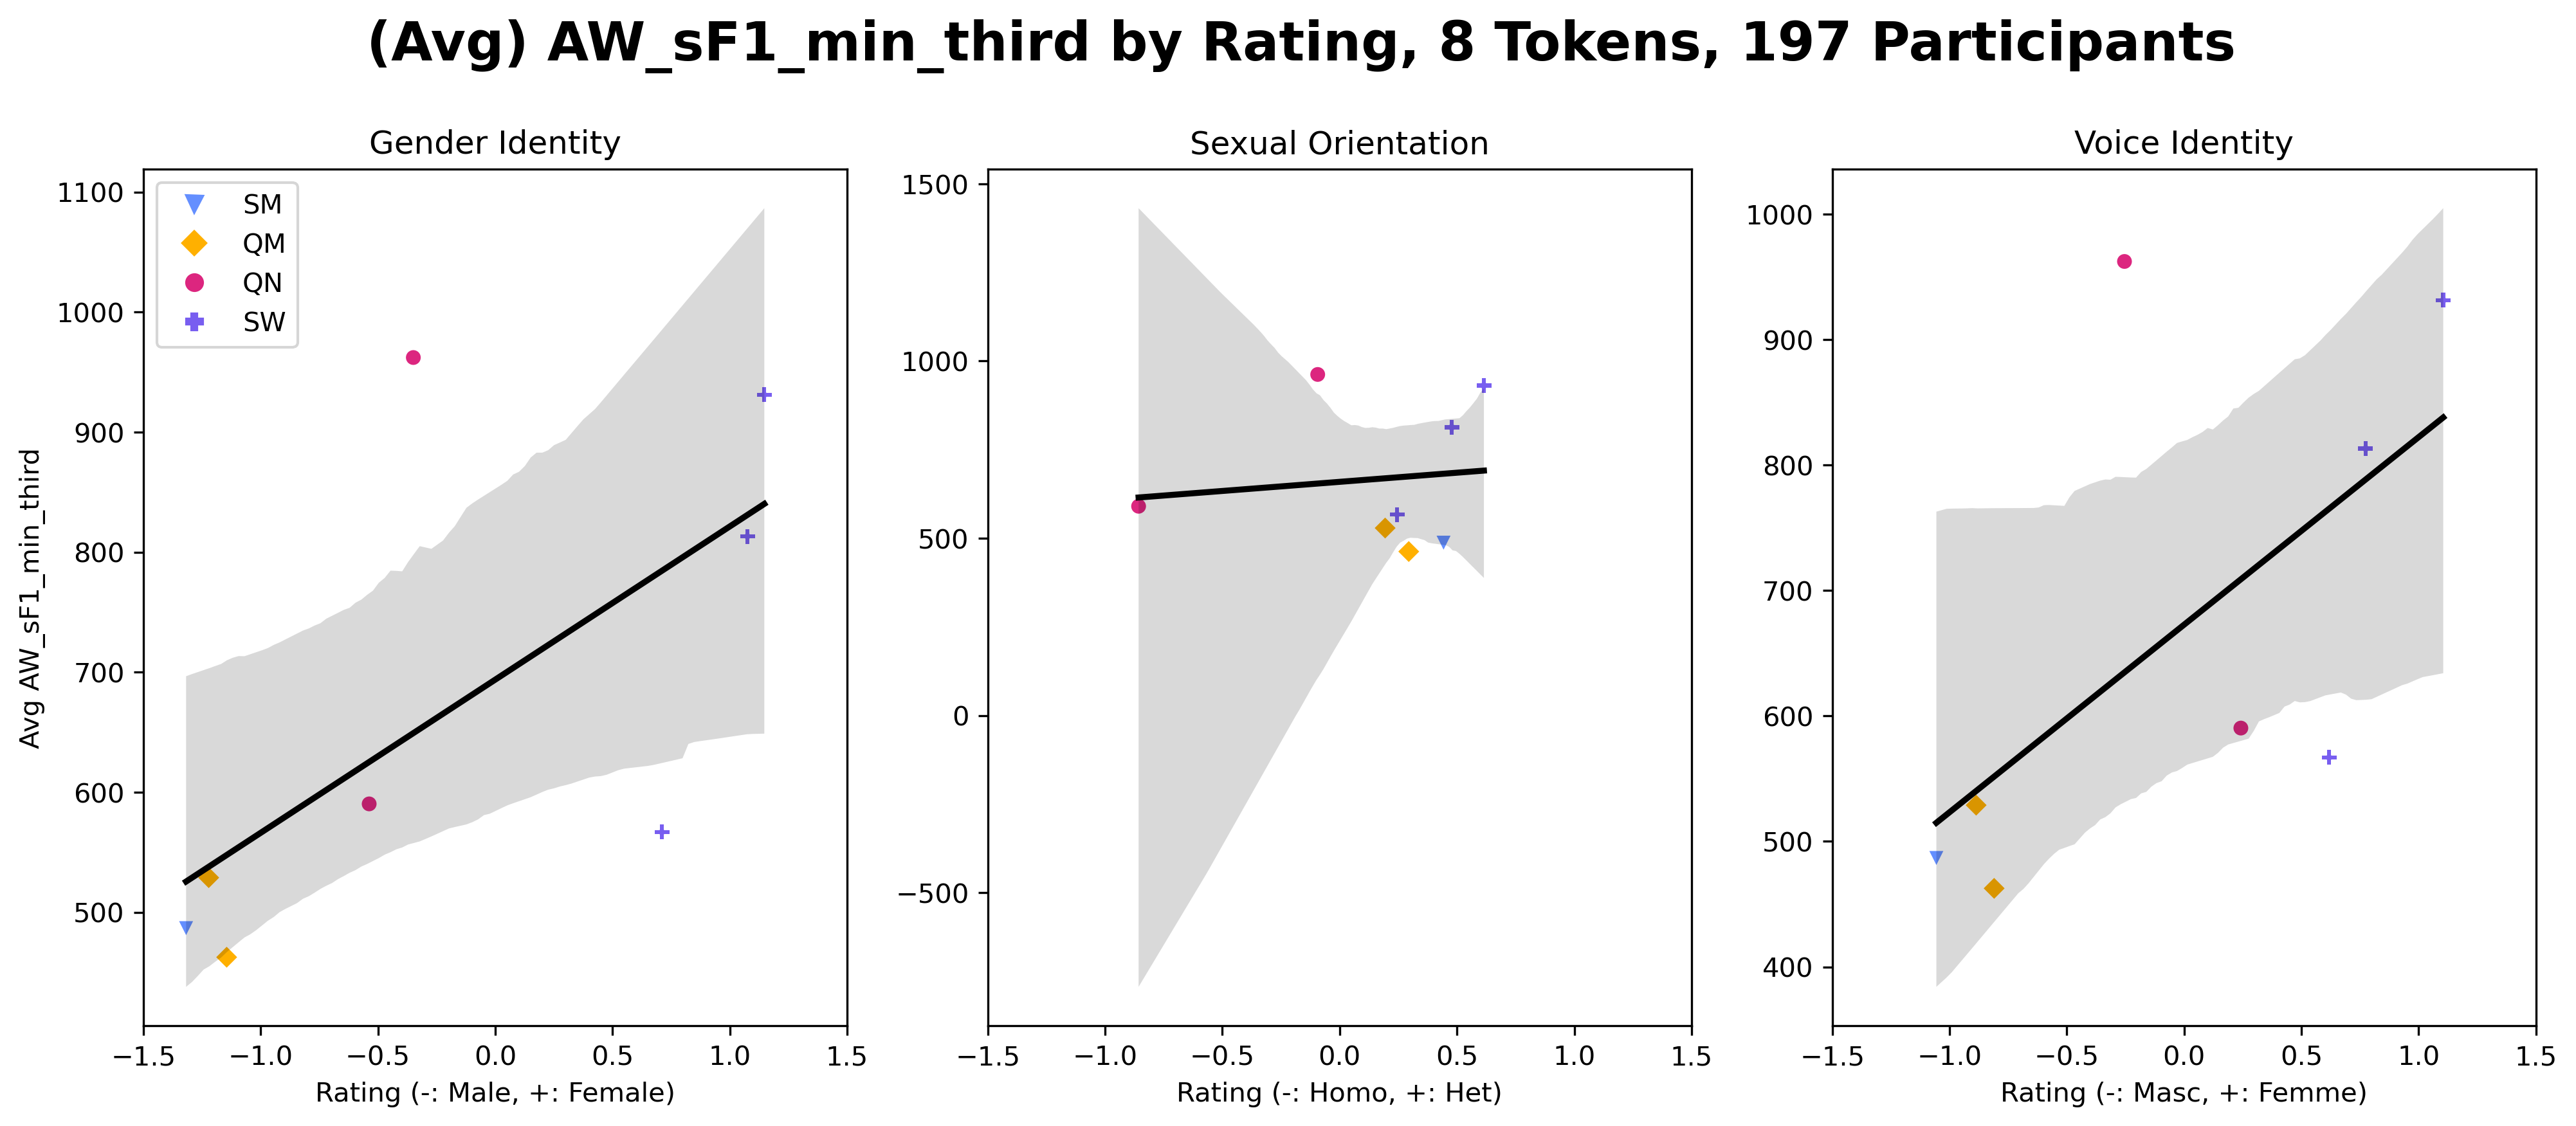 (Avg) AW_sF1_min_third by Rating, 8 Tokens, 197 Participants
Gender Identity
Sexual Orientation
Voice Identity
SM
QM
QN
SW
Avg AW_sF1_min_third
1100
1000
900
800
700
600
500
−1.5 −1.0 −0.5 0.0 0.5 1.0 1.5
Rating (-: Male, +: Female)
1500
1000
500
0
−500
−1.5 −1.0 −0.5 0.0 0.5 1.0 1.5
Rating (-: Homo, +: Het)
1000
900
800
700
600
500
400
−1.5 −1.0 −0.5 0.0 0.5 1.0 1.5
Rating (-: Masc, +: Femme)